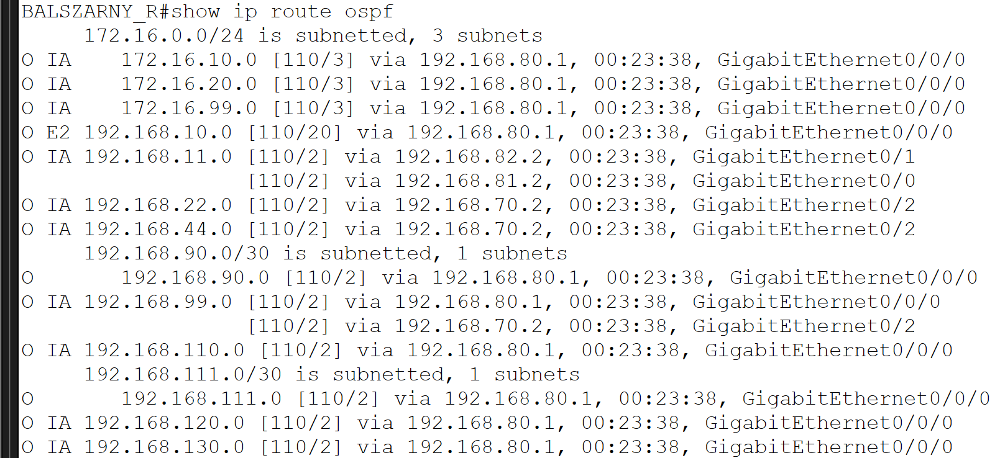 BALSZARNY_R#show ip route ospf
     172.16.0.0/24 is subnetted, 3 subnets
O IA    172.16.10.0 [110/3] via 192.168.80.1, 00:23:38, GigabitEthernet0/0/0
O IA    172.16.20.0 [110/3] via 192.168.80.1, 00:23:38, GigabitEthernet0/0/0
O IA    172.16.99.0 [110/3] via 192.168.80.1, 00:23:38, GigabitEthernet0/0/0
O E2 192.168.10.0 [110/20] via 192.168.80.1, 00:23:38, GigabitEthernet0/0/0
O IA 192.168.11.0 [110/2] via 192.168.82.2, 00:23:38, GigabitEthernet0/1
                  [110/2] via 192.168.81.2, 00:23:38, GigabitEthernet0/0
O IA 192.168.22.0 [110/2] via 192.168.70.2, 00:23:38, GigabitEthernet0/2
O IA 192.168.44.0 [110/2] via 192.168.70.2, 00:23:38, GigabitEthernet0/2
     192.168.90.0/30 is subnetted, 1 subnets
O       192.168.90.0 [110/2] via 192.168.80.1, 00:23:38, GigabitEthernet0/0/0
O IA 192.168.99.0 [110/2] via 192.168.80.1, 00:23:38, GigabitEthernet0/0/0
                  [110/2] via 192.168.70.2, 00:23:38, GigabitEthernet0/2
O IA 192.168.110.0 [110/2] via 192.168.80.1, 00:23:38, GigabitEthernet0/0/0
     192.168.111.0/30 is subnetted, 1 subnets
O       192.168.111.0 [110/2] via 192.168.80.1, 00:23:38, GigabitEthernet0/0/0
O IA 192.168.120.0 [110/2] via 192.168.80.1, 00:23:38, GigabitEthernet0/0/0
O IA 192.168.130.0 [110/2] via 192.168.80.1, 00:23:38, GigabitEthernet0/0/0